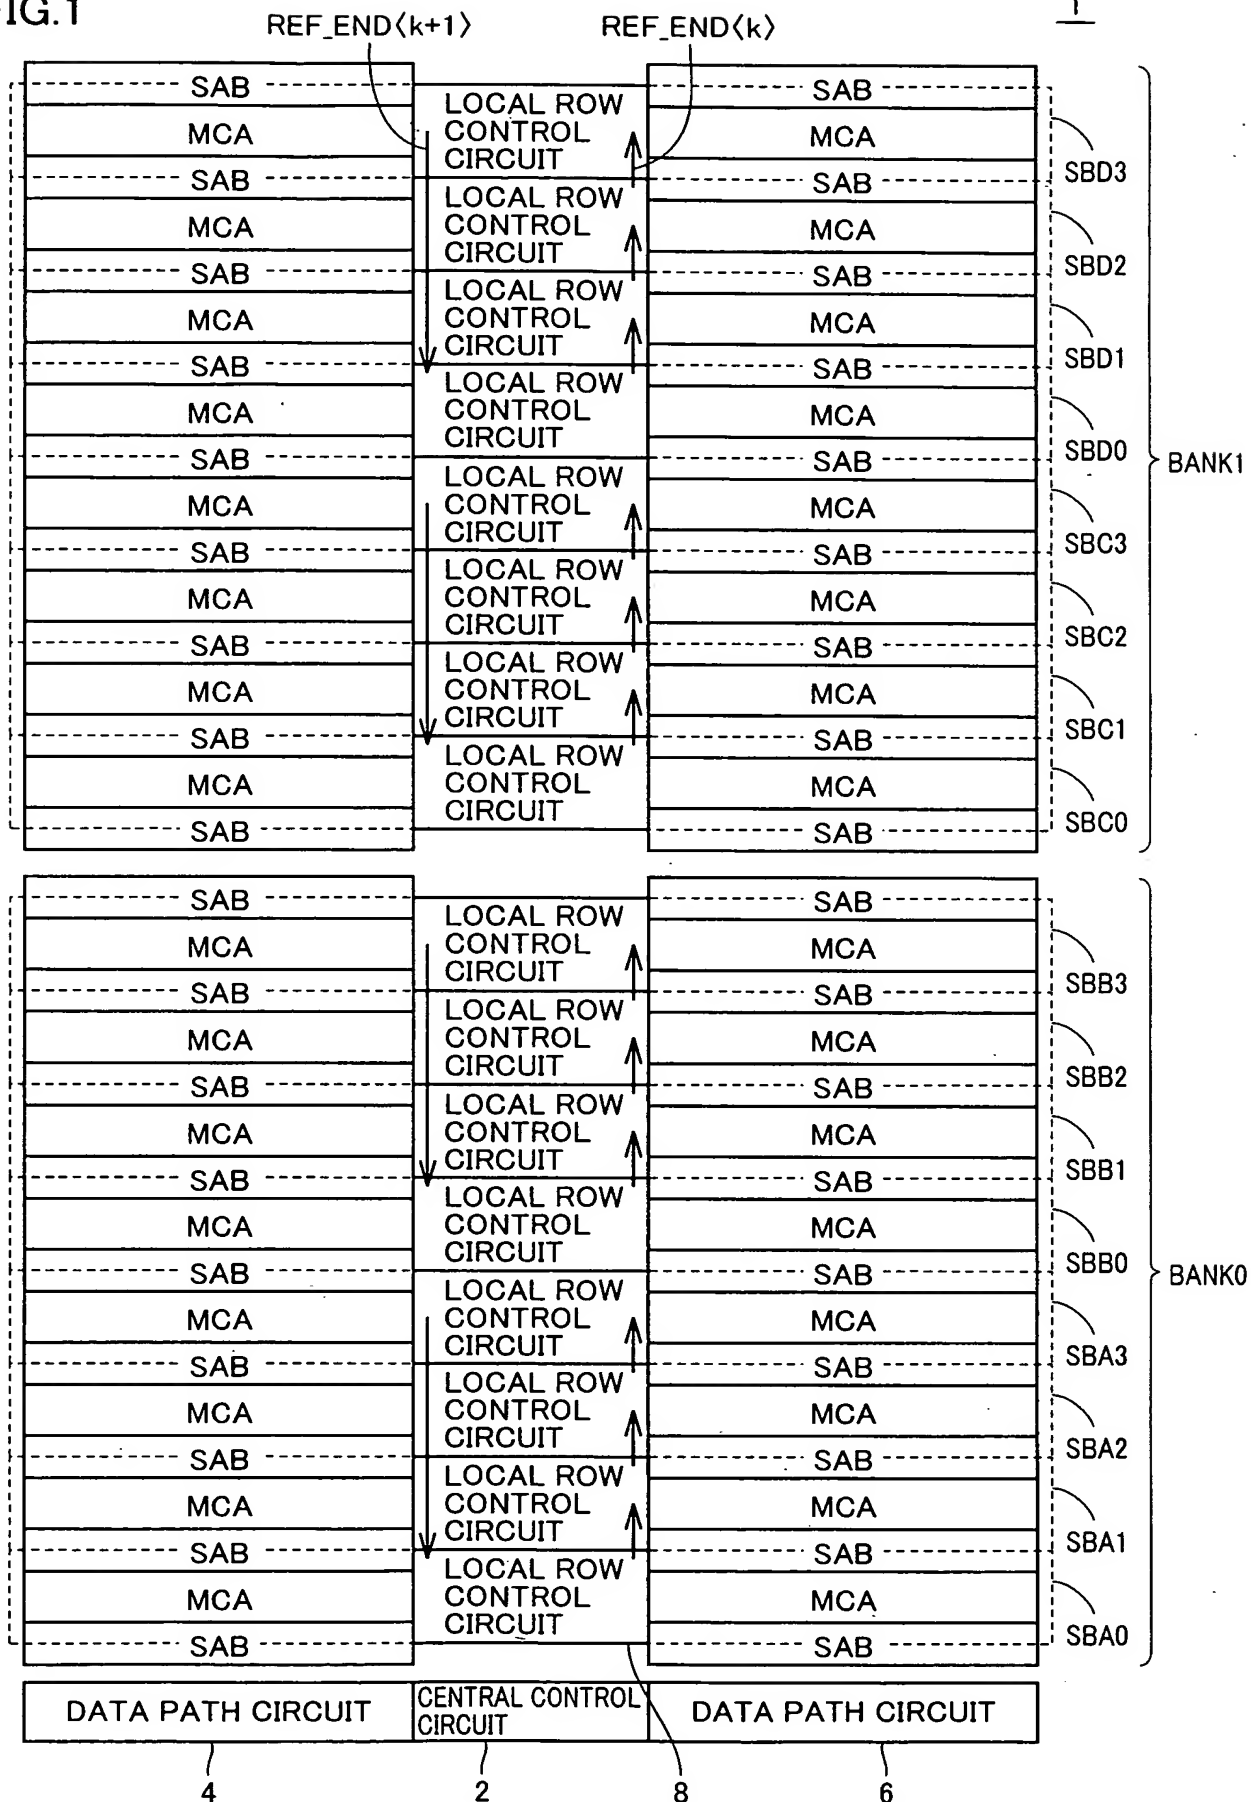 FIG.1
1
REF_END〈k+1〉 REF_END〈k〉
SAB SAB
LOCAL ROW CONTROL CIRCUIT
MCA MCA
SBD3
SAB SAB
LOCAL ROW CONTROL CIRCUIT
MCA MCA
SBD2
SAB SAB
LOCAL ROW CONTROL CIRCUIT
MCA MCA
SBD1
SAB SAB
LOCAL ROW CONTROL CIRCUIT
MCA MCA
SBD0
BANK1
SAB SAB
LOCAL ROW CONTROL CIRCUIT
MCA MCA
SBC3
SAB SAB
LOCAL ROW CONTROL CIRCUIT
MCA MCA
SBC2
SAB SAB
LOCAL ROW CONTROL CIRCUIT
MCA MCA
SBC1
SAB SAB
LOCAL ROW CONTROL CIRCUIT
MCA MCA
SBC0
SAB SAB
SAB SAB
LOCAL ROW CONTROL CIRCUIT
MCA MCA
SBB3
SAB SAB
LOCAL ROW CONTROL CIRCUIT
MCA MCA
SBB2
SAB SAB
LOCAL ROW CONTROL CIRCUIT
MCA MCA
SBB1
SAB SAB
LOCAL ROW CONTROL CIRCUIT
MCA MCA
SBB0
BANK0
SAB SAB
LOCAL ROW CONTROL CIRCUIT
MCA MCA
SBA3
SAB SAB
LOCAL ROW CONTROL CIRCUIT
MCA MCA
SBA2
SAB SAB
LOCAL ROW CONTROL CIRCUIT
MCA MCA
SBA1
SAB SAB
LOCAL ROW CONTROL CIRCUIT
MCA MCA
SBA0
SAB SAB
DATA PATH CIRCUIT
CENTRAL CONTROL
CIRCUIT
DATA PATH CIRCUIT
4 2 8 6